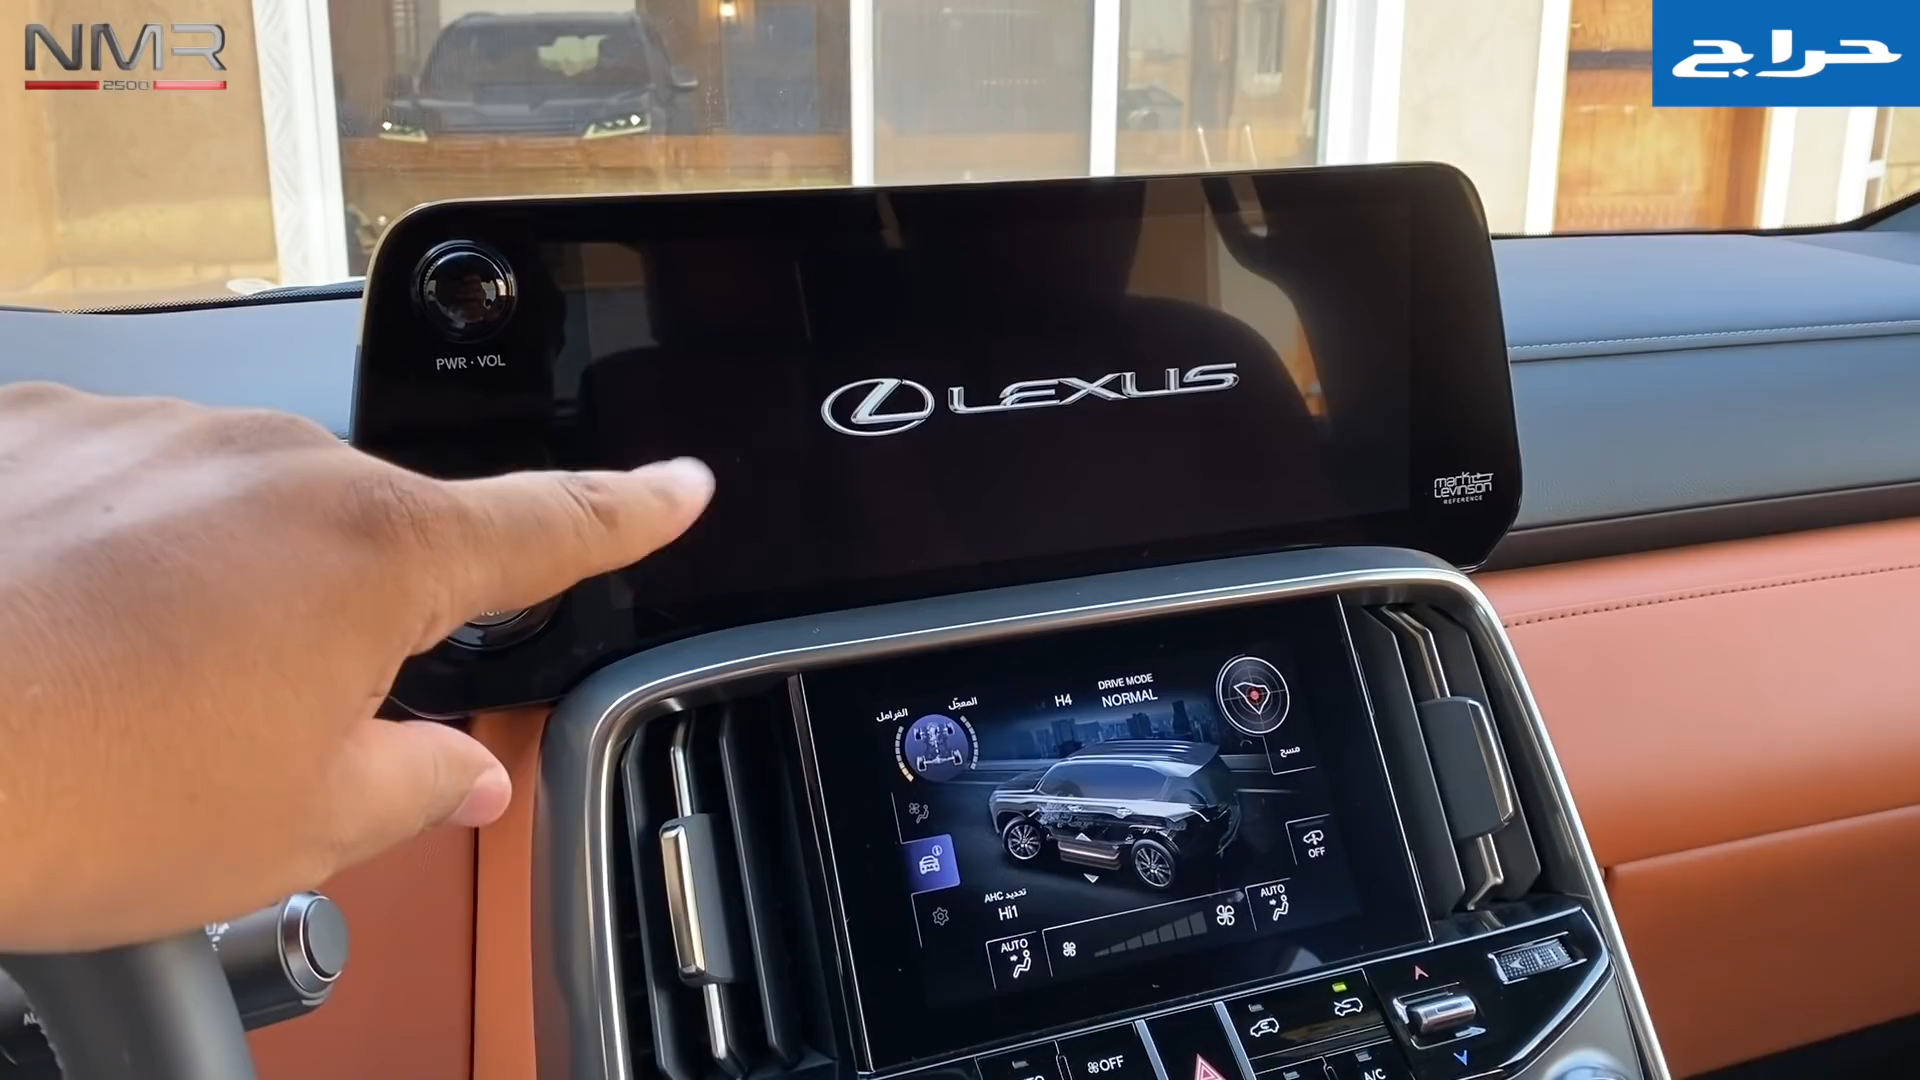 NMR
2500
حراج
PWR·VOL
LEXUS
mark
Levinson
REFERENCE
الفرامل
المعجّل
H4
DRIVE MODE
NORMAL
مسح
OFF
تحديد AHC
Hi1
AUTO
AUTO
OFF
A/C